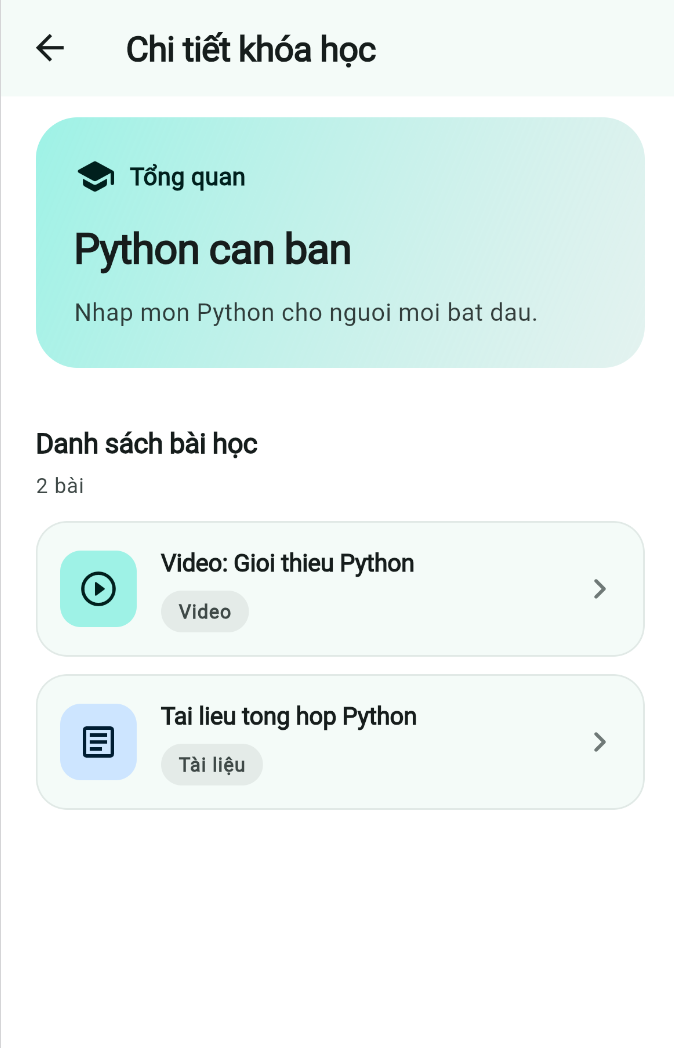 Chi tiết khóa học
Tổng quan
Python can ban
Nhap mon Python cho nguoi moi bat dau.
Danh sách bài học
2 bài
Video: Gioi thieu Python
Video
Tai lieu tong hop Python
Tài liệu